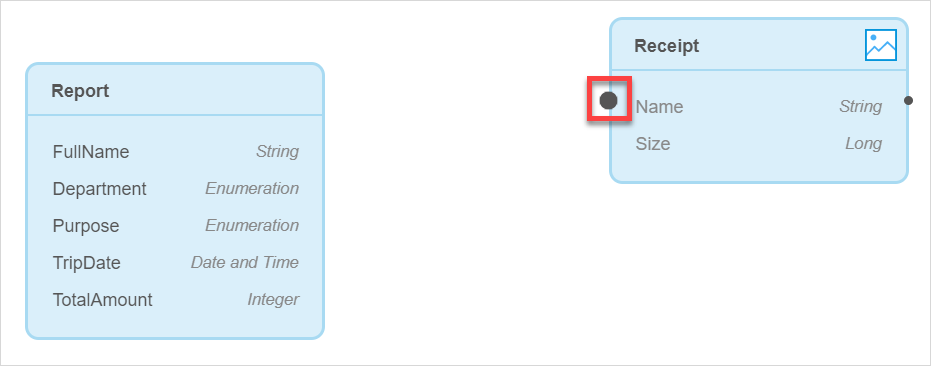 Report
FullName String
Department Enumeration
Purpose Enumeration
TripDate Date and Time
TotalAmount Integer
Receipt
Name String
Size Long